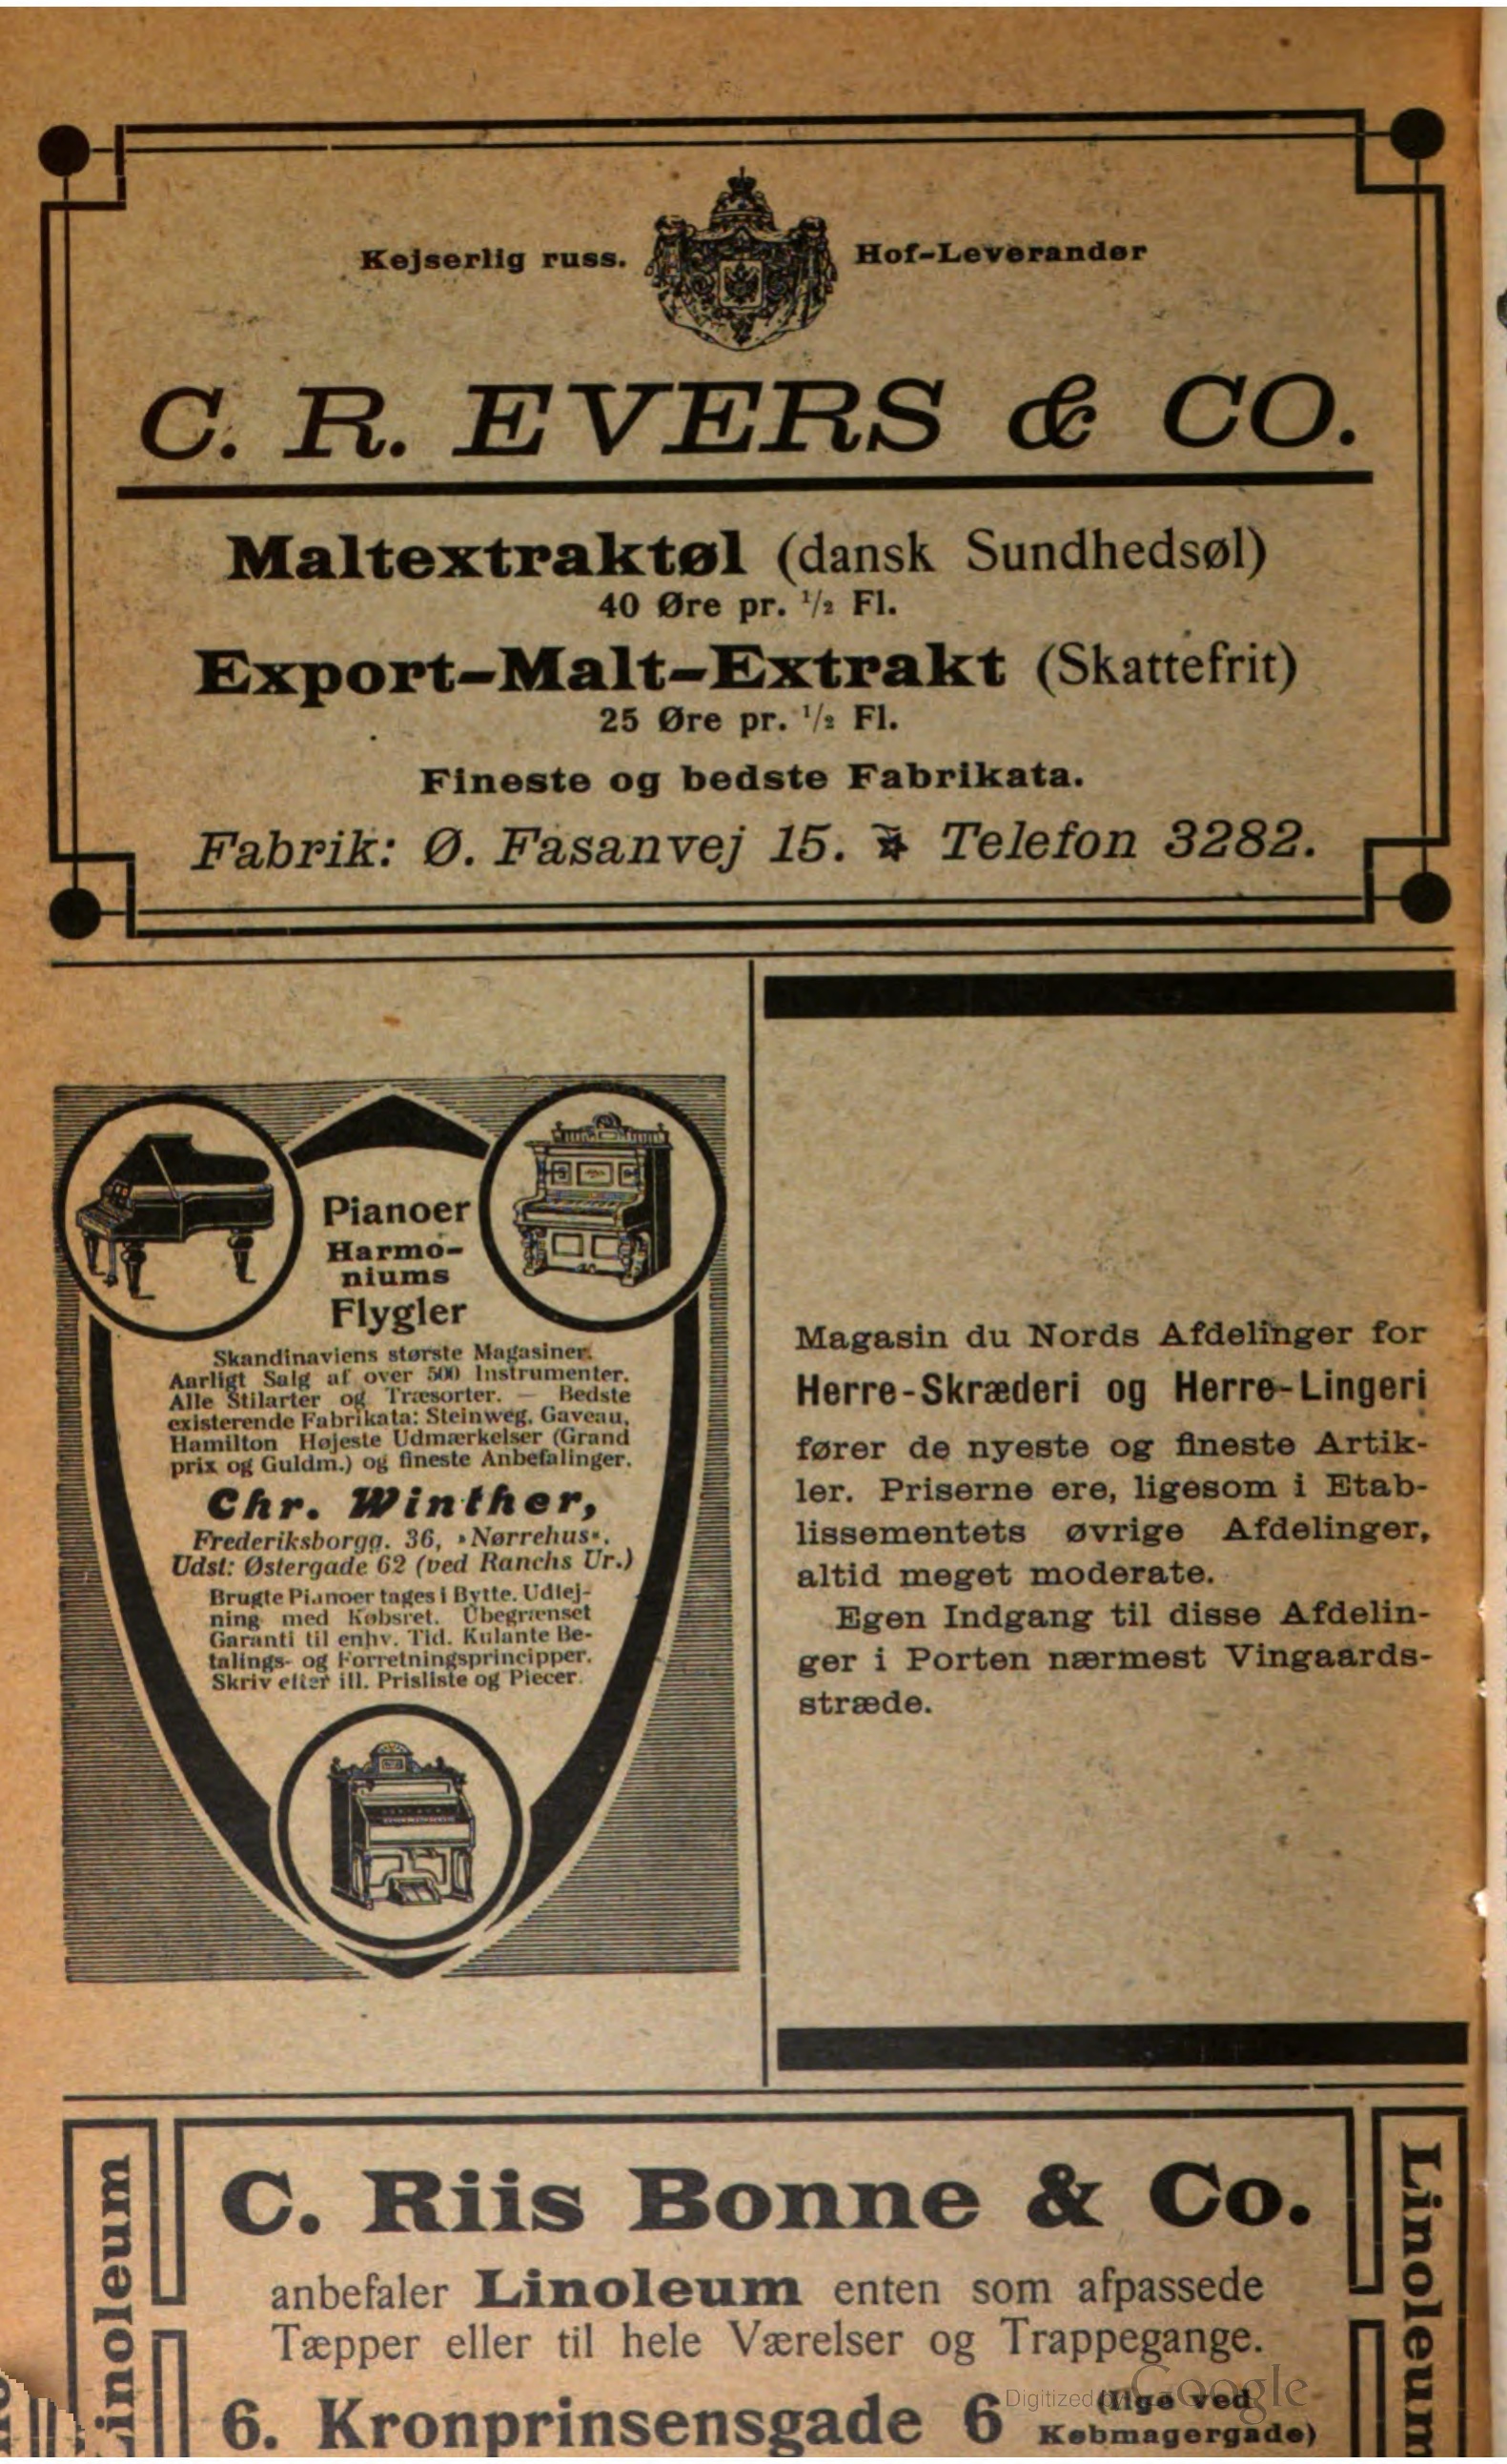 Kejserlig russ. Hof-Leverandør
C. R. EVERS & CO.
Maltextraktøl (dansk Sundhedsøl)
40 Øre pr. 1/2 Fl.
Export-Malt-Extrakt (Skattefrit)
25 Øre pr. 1/2 Fl.
Fineste og bedste Fabrikata.
Fabrik: Ø. Fasanvej 15. Telefon 3282.
Pianoer
Harmo-
niums
Flygler
Skandinaviens største Magasiner.
Aarligt Salg af over 500 Instrumenter.
Alle Stilarter og Træsorter. — Bedste
existerende Fabrikata: Steinweg, Gaveau,
Hamilton Højeste Udmærkelser (Grand
prix og Guldm.) og fineste Anbefalinger.
Chr. Winther,
Frederiksborgg. 36, »Nørrehus«.
Udst: Østergade 62 (ved Ranchs Ur.)
Brugte Pianoer tages i Bytte. Udlej-
ning med Købsret. Ubegrænset
Garanti til enhv. Tid. Kulante Be-
talings- og Forretningsprincipper.
Skriv efter ill. Prisliste og Piecer.
Magasin du Nords Afdelinger for
Herre-Skræderi og Herre-Lingeri
fører de nyeste og fineste Artik-
ler. Priserne ere, ligesom i Etab-
lissementets øvrige Afdelinger,
altid meget moderate.
Egen Indgang til disse Afdelin-
ger i Porten nærmest Vingaards-
stræde.
Linoleum
C. Riis Bonne & Co.
anbefaler Linoleum enten som afpassede
Tæpper eller til hele Værelser og Trappegange.
6. Kronprinsensgade 6 (lige ved
Købmagergade)
Linoleum
Digitized by Google